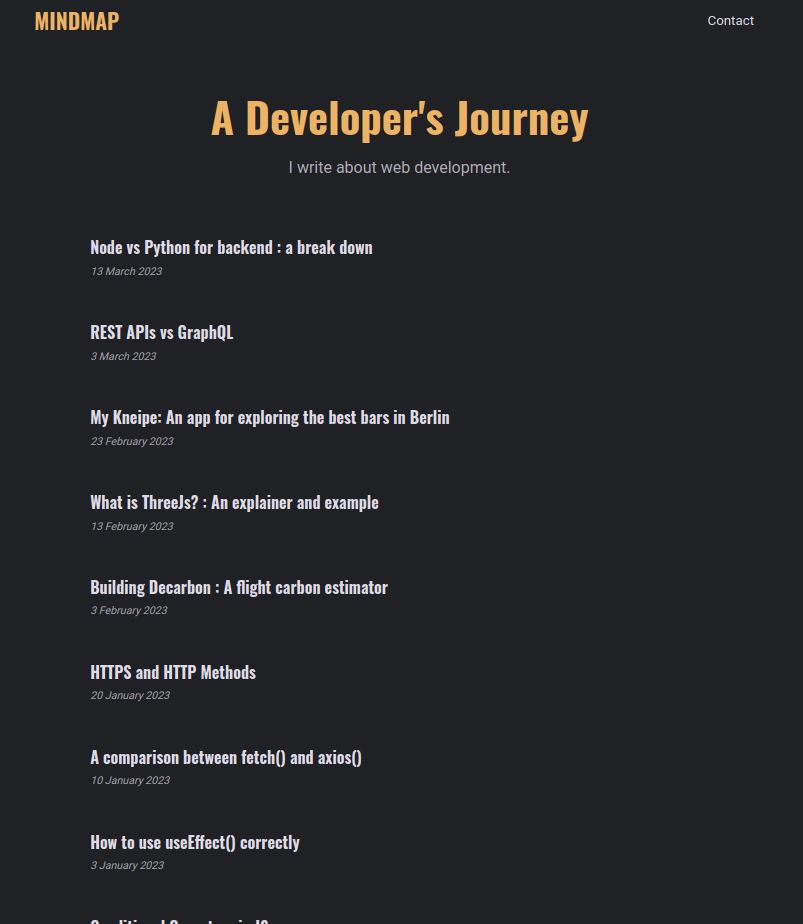 MINDMAP
Contact
A Developer's Journey
I write about web development.
Node vs Python for backend : a break down
13 March 2023
REST APIs vs GraphQL
3 March 2023
My Kneipe: An app for exploring the best bars in Berlin
23 February 2023
What is ThreeJs? : An explainer and example
13 February 2023
Building Decarbon : A flight carbon estimator
3 February 2023
HTTPS and HTTP Methods
20 January 2023
A comparison between fetch() and axios()
10 January 2023
How to use useEffect() correctly
3 January 2023